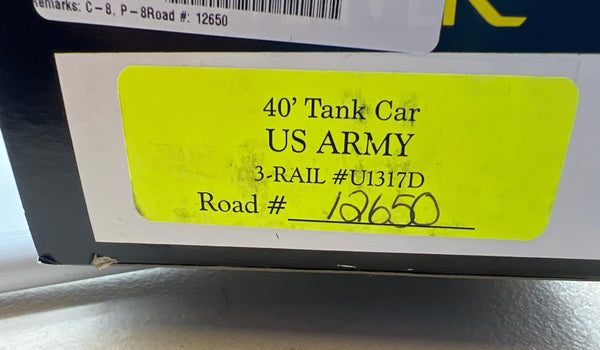 Remarks: C-8, P-8Road #: 12650
40' Tank Car
US ARMY
3-RAIL #U1317D
Road # 12650